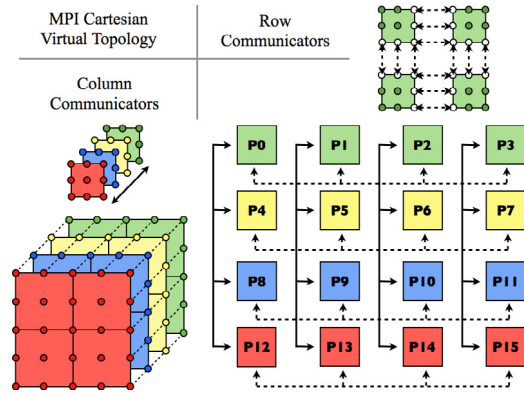 MPI Cartesian
Virtual Topology
Row
Communicators
Column
Communicators
P0 P1 P2 P3
P4 P5 P6 P7
P8 P9 P10 P11
P12 P13 P14 P15